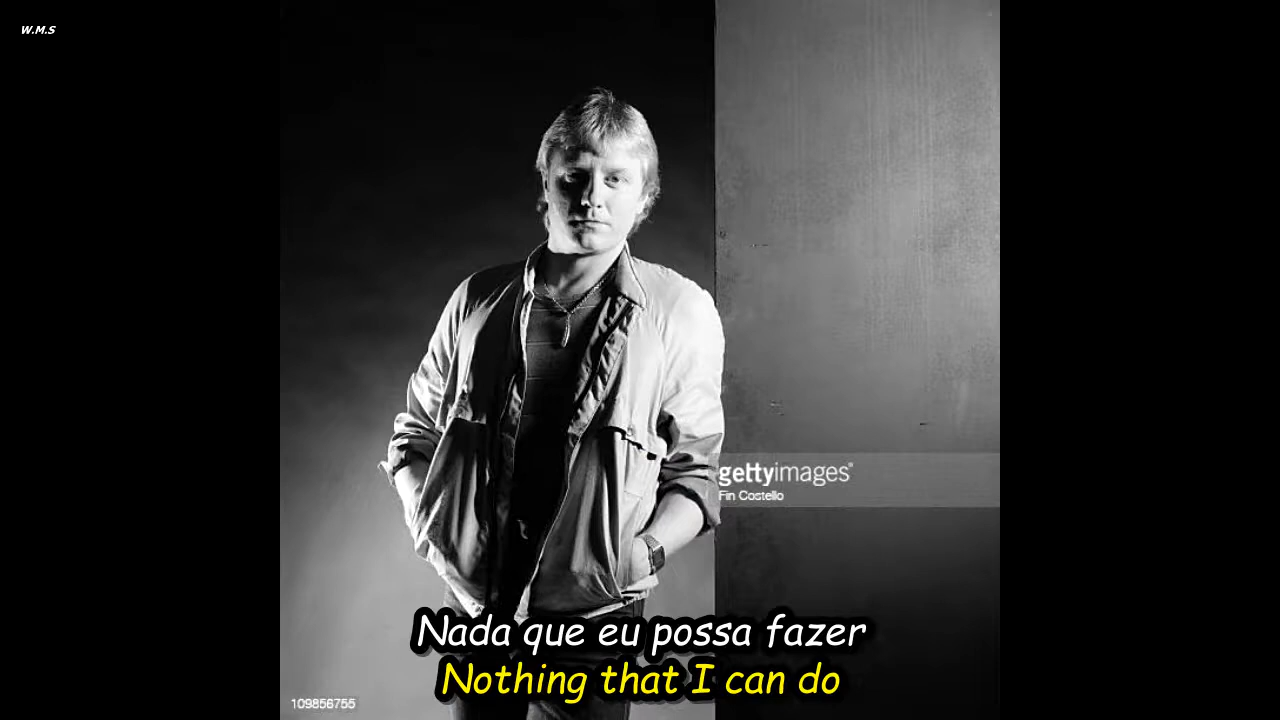 W.M.S
gettyimages®
Fin Costello
Nada que eu possa fazer
Nothing that I can do
109856755